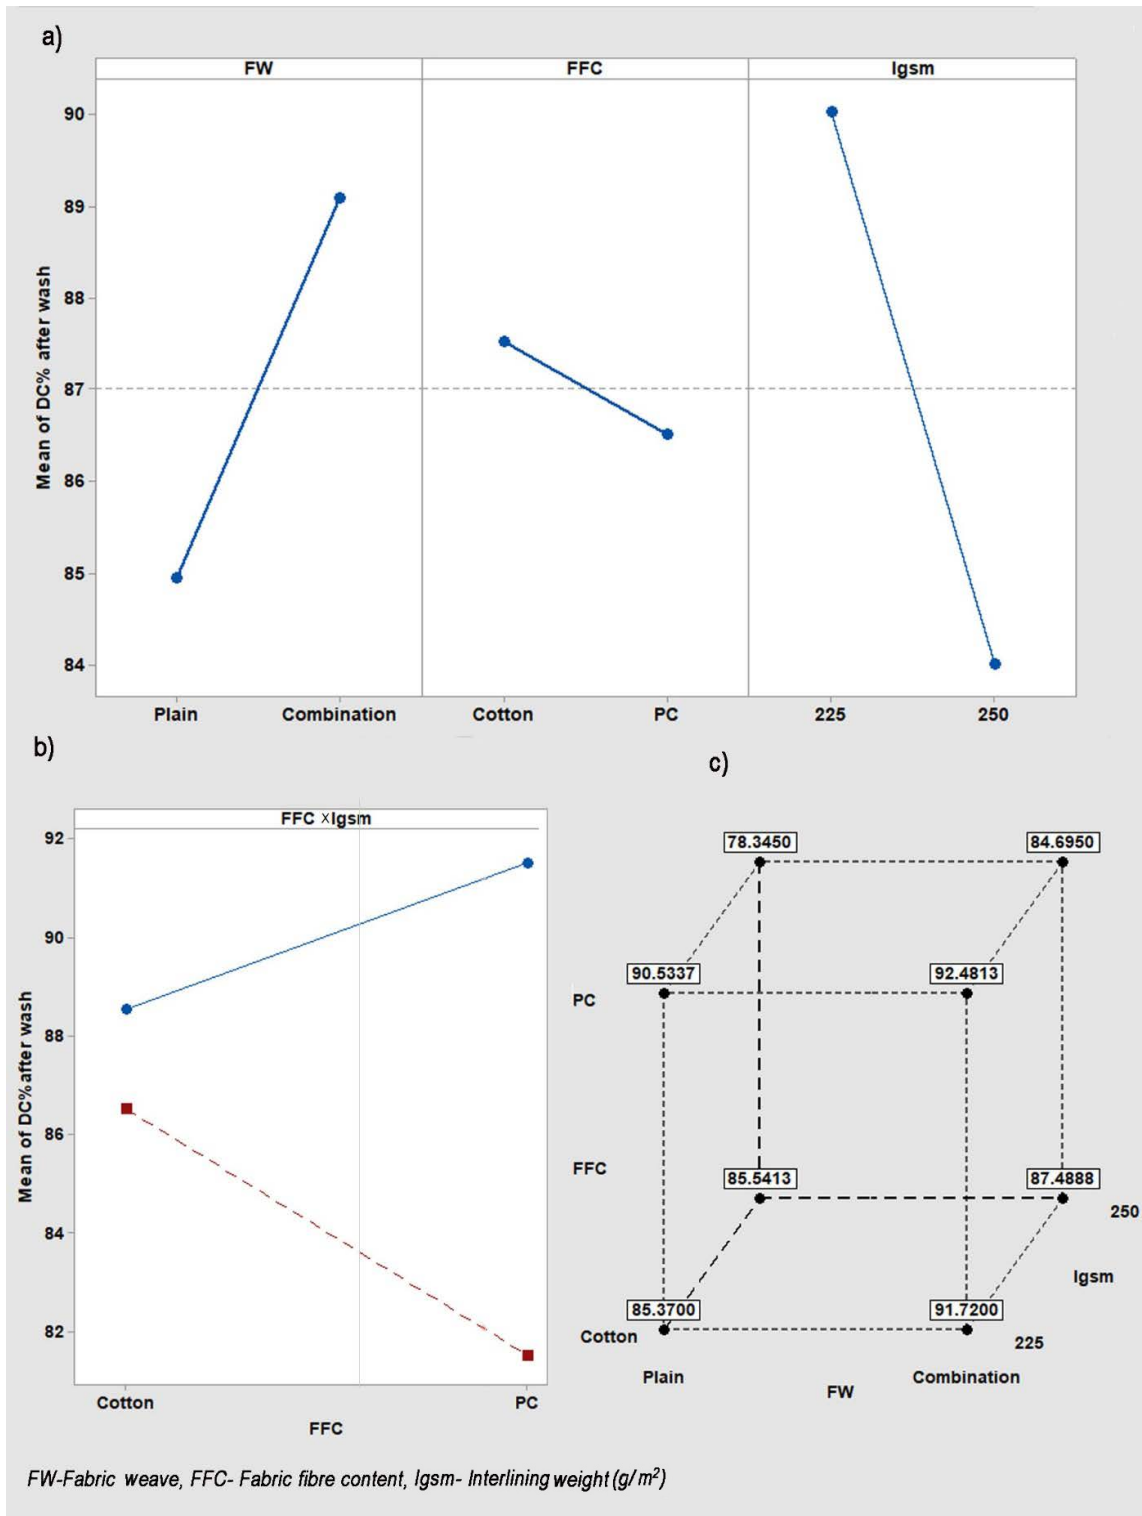 a)
FW FFC Igsm
90
89
88
87
86
85
84
Mean of DC% after wash
Plain Combination Cotton PC 225 250
b)
FFC xIgsm
92
90
88
86
84
82
Mean of DC% after wash
Cotton PC
FFC
c)
78.3450 84.6950
90.5337 92.4813
PC
FFC
85.5413 87.4888
250
Igsm
85.3700 91.7200
Cotton
225
Plain Combination
FW
FW-Fabric weave, FFC- Fabric fibre content, Igsm- Interlining weight (g/m²)